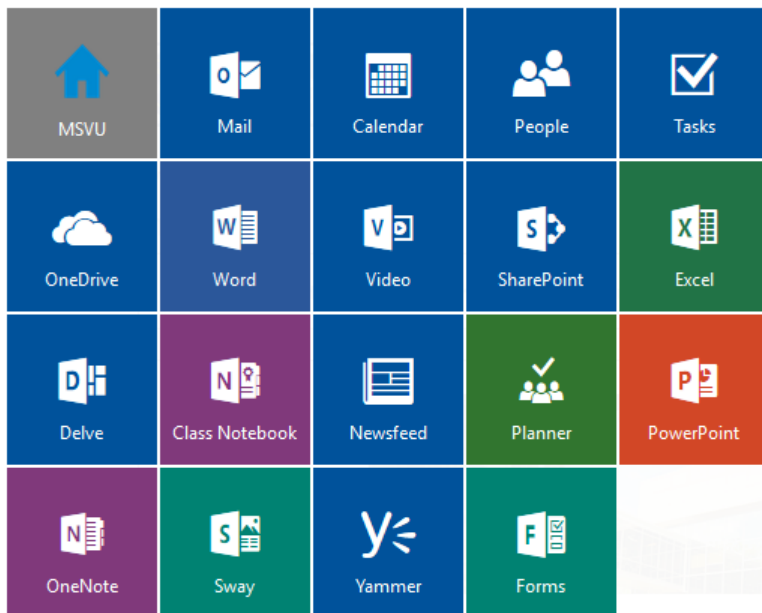 MSVU
Mail
Calendar
People
Tasks
OneDrive
Word
Video
SharePoint
Excel
Delve
Class Notebook
Newsfeed
Planner
PowerPoint
OneNote
Sway
Yammer
Forms